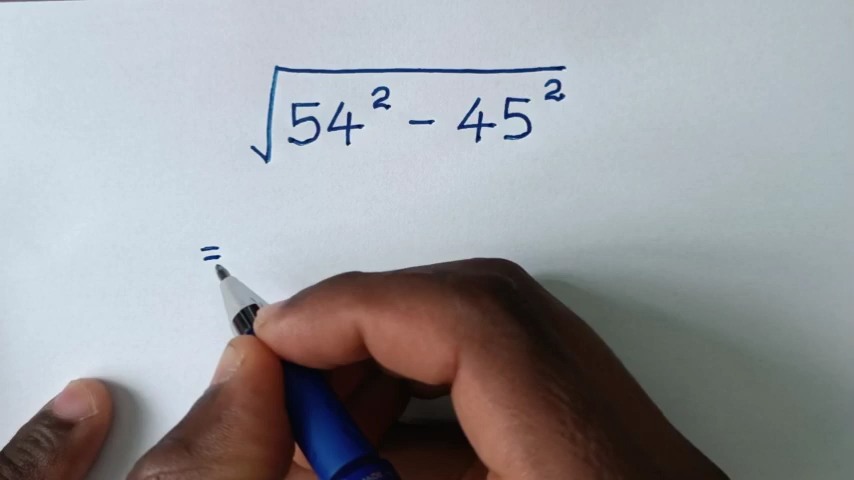 √54² - 45²
=